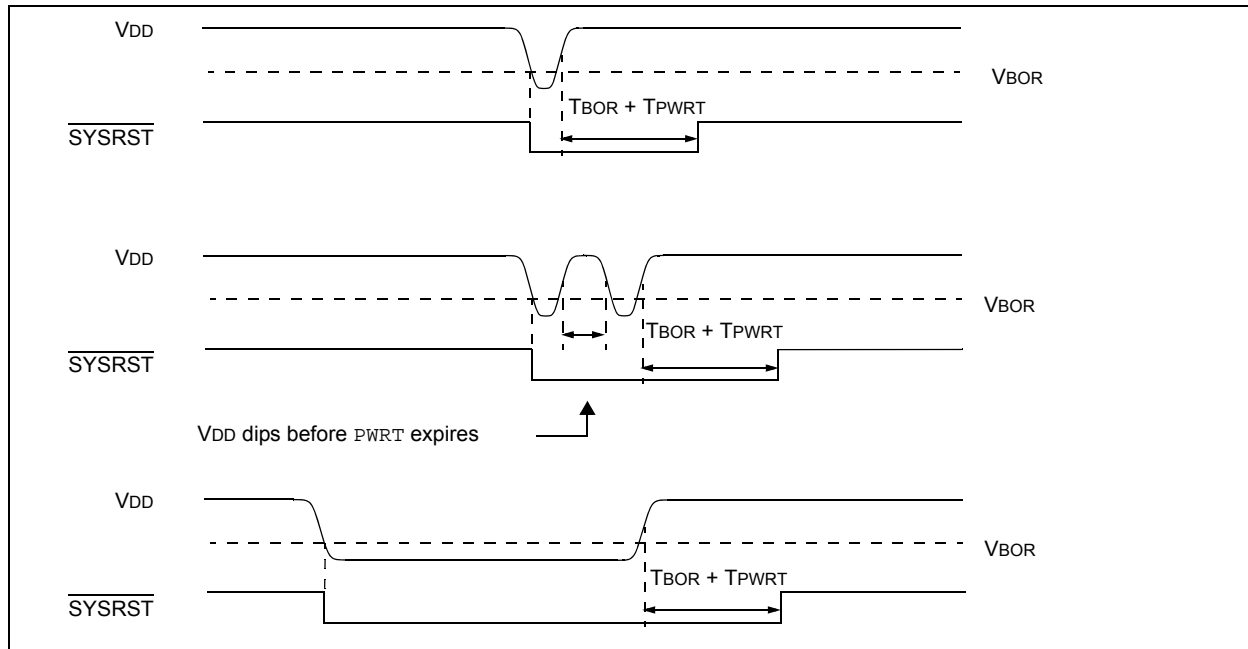 VDD
VBOR
TBOR + TPWRT
SYSRST
VDD
VBOR
TBOR + TPWRT
SYSRST
VDD dips before PWRT expires
VDD
VBOR
TBOR + TPWRT
SYSRST